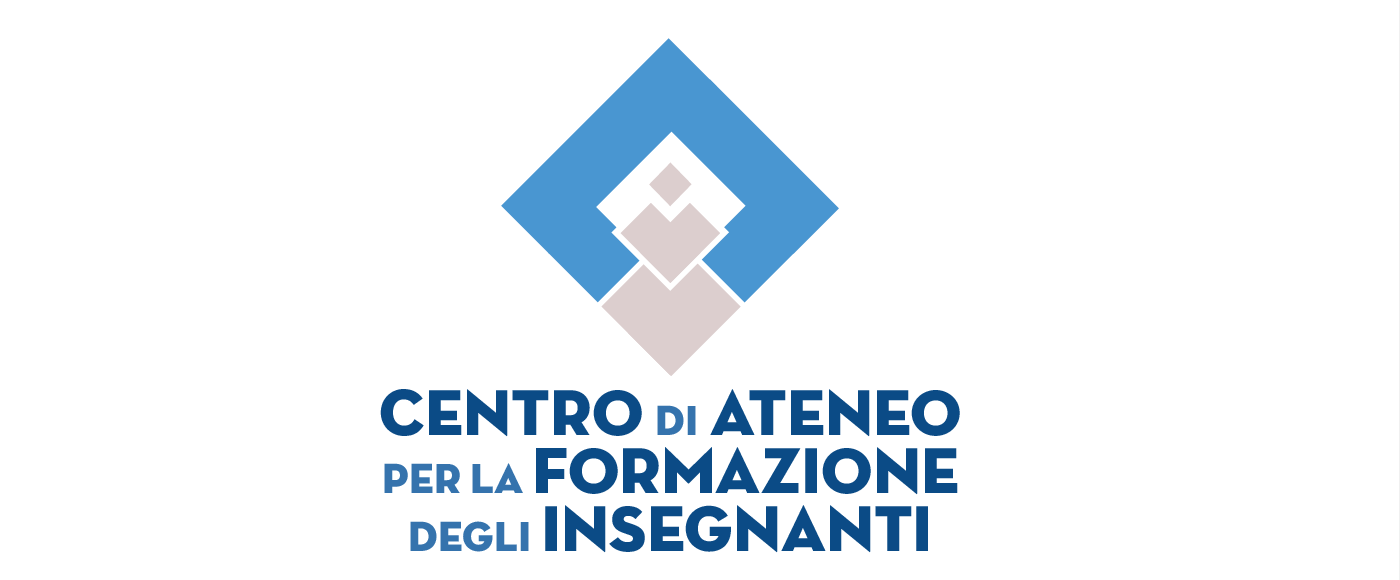 CENTRO DI ATENEO
PER LA FORMAZIONE
DEGLI INSEGNANTI